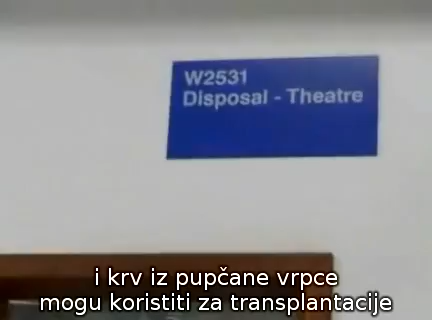 W2531
Disposal - Theatre
i krv iz pupčane vrpce
mogu koristiti za transplantacije